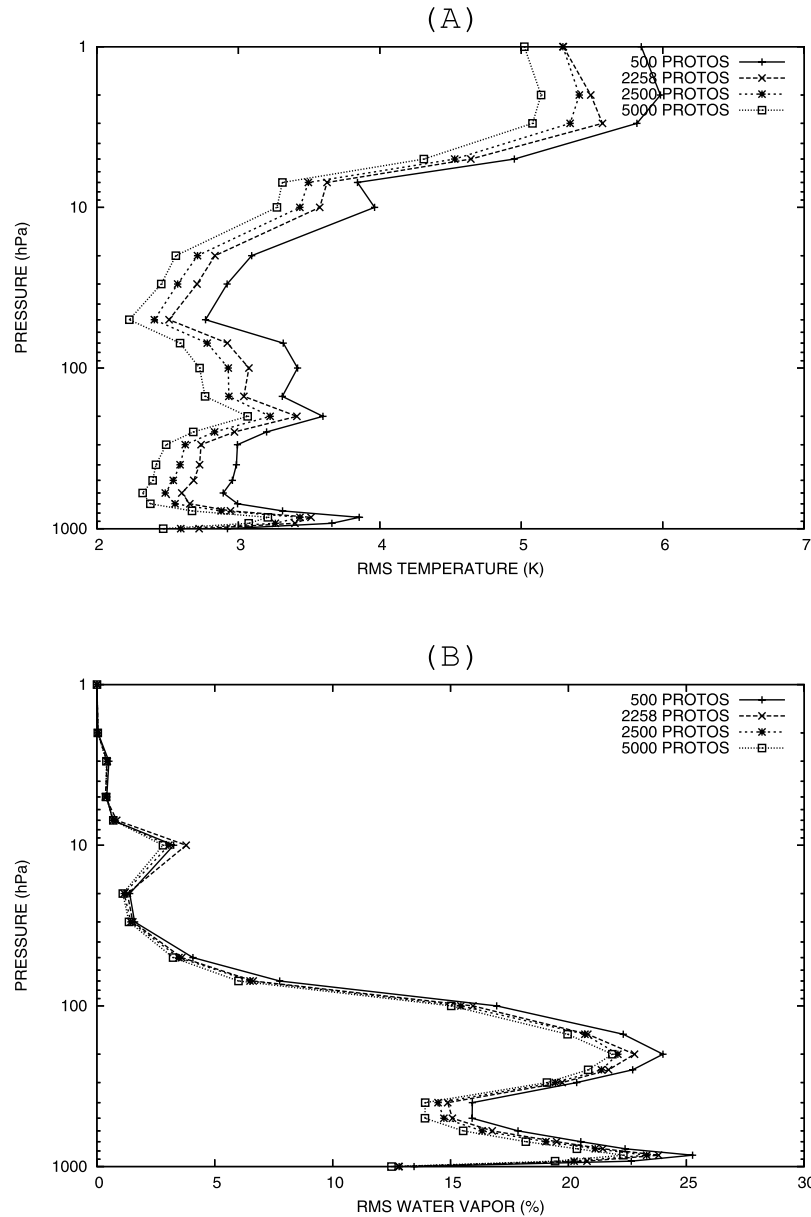 (A)
1
10
100
1000
PRESSURE (hPa)
500 PROTOS
2258 PROTOS
2500 PROTOS
5000 PROTOS
2 3 4 5 6 7
RMS TEMPERATURE (K)
(B)
1
10
100
1000
PRESSURE (hPa)
500 PROTOS
2258 PROTOS
2500 PROTOS
5000 PROTOS
0 5 10 15 20 25 30
RMS WATER VAPOR (%)